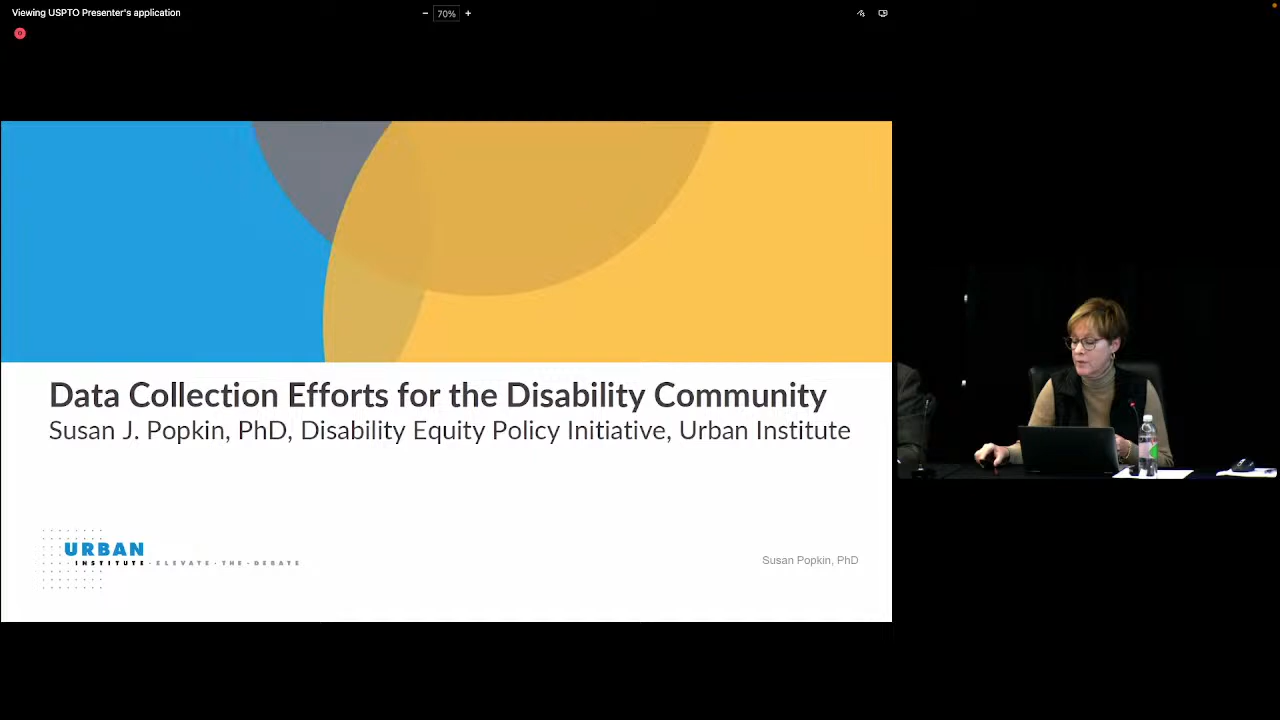 Viewing USPTO Presenter's application
− 70% +
Data Collection Efforts for the Disability Community
Susan J. Popkin, PhD, Disability Equity Policy Initiative, Urban Institute
URBAN
INSTITUTE · ELEVATE · THE · DEBATE
Susan Popkin, PhD